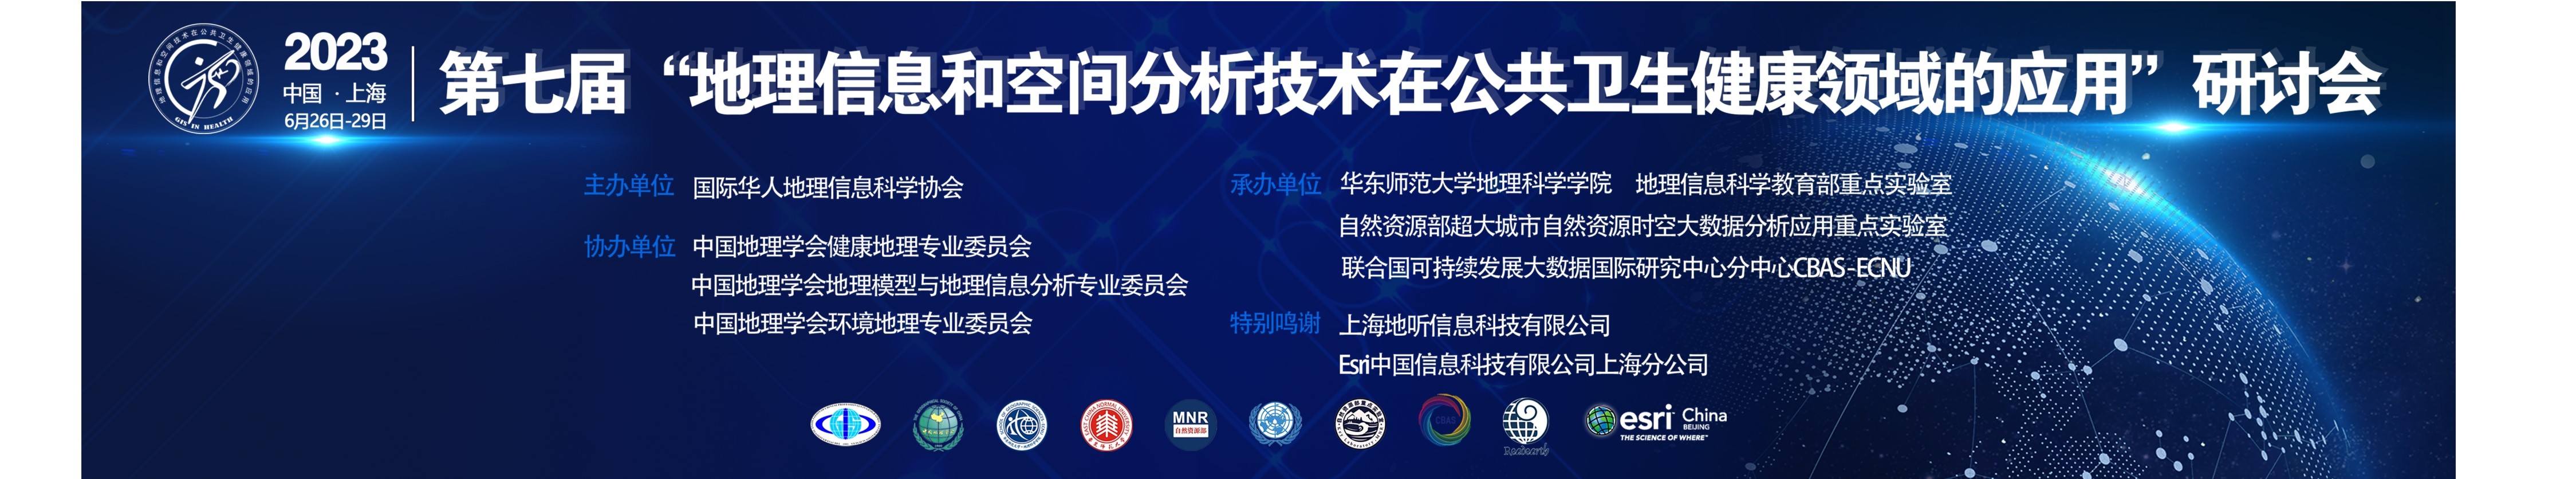 2023
中国 · 上海
6月26日-29日
GIS IN HEALTH
第七届 “地理信息和空间分析技术在公共卫生健康领域的应用” 研讨会
主办单位 国际华人地理信息科学协会
协办单位 中国地理学会健康地理专业委员会
中国地理学会地理模型与地理信息分析专业委员会
中国地理学会环境地理专业委员会
承办单位 华东师范大学地理科学学院 地理信息科学教育部重点实验室
自然资源部超大城市自然资源时空大数据分析应用重点实验室
联合国可持续发展大数据国际研究中心分中心CBAS-ECNU
特别鸣谢 上海地听信息科技有限公司
Esri中国信息科技有限公司上海分公司
MNR
自然资源部
CBAS
esri China
BEIJING
THE SCIENCE OF WHERE™